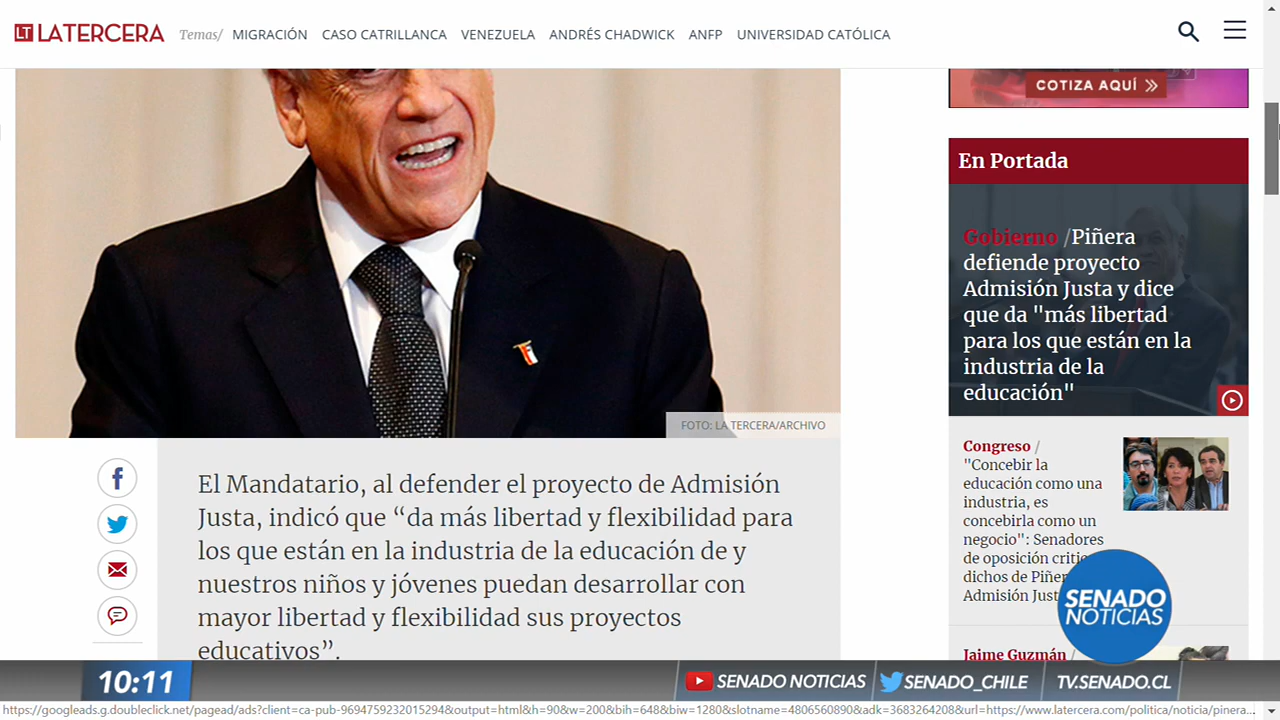 LT LATERCERA Temas/ MIGRACIÓN CASO CATRILLANCA VENEZUELA ANDRÉS CHADWICK ANFP UNIVERSIDAD CATÓLICA
COTIZA AQUÍ
FOTO: LA TERCERA/ARCHIVO
El Mandatario, al defender el proyecto de Admisión
Justa, indicó que “da más libertad y flexibilidad para
los que están en la industria de la educación de y
nuestros niños y jóvenes puedan desarrollar con
mayor libertad y flexibilidad sus proyectos
educativos”.
En Portada
Gobierno /Piñera
defiende proyecto
Admisión Justa y dice
que da "más libertad
para los que están en la
industria de la
educación"
Congreso /
"Concebir la
educación como una
industria, es
concebirla como un
negocio": Senadores
de oposición critic
dichos de Piñer
Admisión Just
Jaime Guzmán /
SENADO
NOTICIAS
10:11 SENADO NOTICIAS SENADO_CHILE TV.SENADO.CL
https://googleads.g.doubleclick.net/pagead/ads?client=ca-pub-9694759232015294&output=html&h=90&w=200&bih=648&biw=1280&slotname=4806560890&adk=3683264208&url=https://www.latercera.com/politica/noticia/pinera...